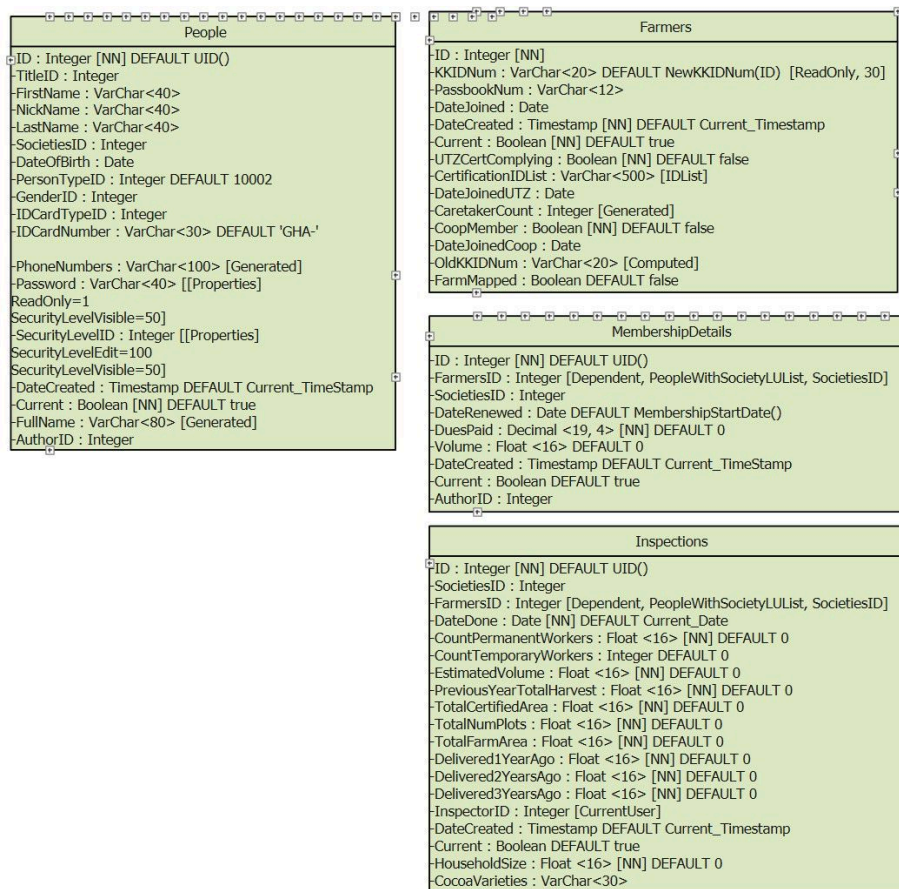 People
-ID : Integer [NN] DEFAULT UID()
-TitleID : Integer
-FirstName : VarChar<40>
-NickName : VarChar<40>
-LastName : VarChar<40>
-SocietiesID : Integer
-DateOfBirth : Date
-PersonTypeID : Integer DEFAULT 10002
-GenderID : Integer
-IDCardTypeID : Integer
-IDCardNumber : VarChar<30> DEFAULT 'GHA-'
-PhoneNumbers : VarChar<100> [Generated]
-Password : VarChar<40> [[Properties]
ReadOnly=1
SecurityLevelVisible=50]
-SecurityLevelID : Integer [[Properties]
SecurityLevelEdit=100
SecurityLevelVisible=50]
-DateCreated : Timestamp DEFAULT Current_TimeStamp
-Current : Boolean [NN] DEFAULT true
-FullName : VarChar<80> [Generated]
-AuthorID : Integer
Farmers
-ID : Integer [NN]
-KKIDNum : VarChar<20> DEFAULT NewKKIDNum(ID) [ReadOnly, 30]
-PassbookNum : VarChar<12>
-DateJoined : Date
-DateCreated : Timestamp [NN] DEFAULT Current_Timestamp
-Current : Boolean [NN] DEFAULT true
-UTZCertComplying : Boolean [NN] DEFAULT false
-CertificationIDList : VarChar<500> [IDList]
-DateJoinedUTZ : Date
-CaretakerCount : Integer [Generated]
-CoopMember : Boolean [NN] DEFAULT false
-DateJoinedCoop : Date
-OldKKIDNum : VarChar<20> [Computed]
-FarmMapped : Boolean DEFAULT false
MembershipDetails
-ID : Integer [NN] DEFAULT UID()
-FarmersID : Integer [Dependent, PeopleWithSocietyLUList, SocietiesID]
-SocietiesID : Integer
-DateRenewed : Date DEFAULT MembershipStartDate()
-DuesPaid : Decimal <19, 4> [NN] DEFAULT 0
-Volume : Float <16> DEFAULT 0
-DateCreated : Timestamp DEFAULT Current_TimeStamp
-Current : Boolean DEFAULT true
-AuthorID : Integer
Inspections
-ID : Integer [NN] DEFAULT UID()
-SocietiesID : Integer
-FarmersID : Integer [Dependent, PeopleWithSocietyLUList, SocietiesID]
-DateDone : Date [NN] DEFAULT Current_Date
-CountPermanentWorkers : Float <16> [NN] DEFAULT 0
-CountTemporaryWorkers : Integer DEFAULT 0
-EstimatedVolume : Float <16> [NN] DEFAULT 0
-PreviousYearTotalHarvest : Float <16> [NN] DEFAULT 0
-TotalCertifiedArea : Float <16> [NN] DEFAULT 0
-TotalNumPlots : Float <16> [NN] DEFAULT 0
-TotalFarmArea : Float <16> [NN] DEFAULT 0
-Delivered1YearAgo : Float <16> [NN] DEFAULT 0
-Delivered2YearsAgo : Float <16> [NN] DEFAULT 0
-Delivered3YearsAgo : Float <16> [NN] DEFAULT 0
-InspectorID : Integer [CurrentUser]
-DateCreated : Timestamp DEFAULT Current_Timestamp
-Current : Boolean DEFAULT true
-HouseholdSize : Float <16> [NN] DEFAULT 0
-CocoaVarieties : VarChar<30>